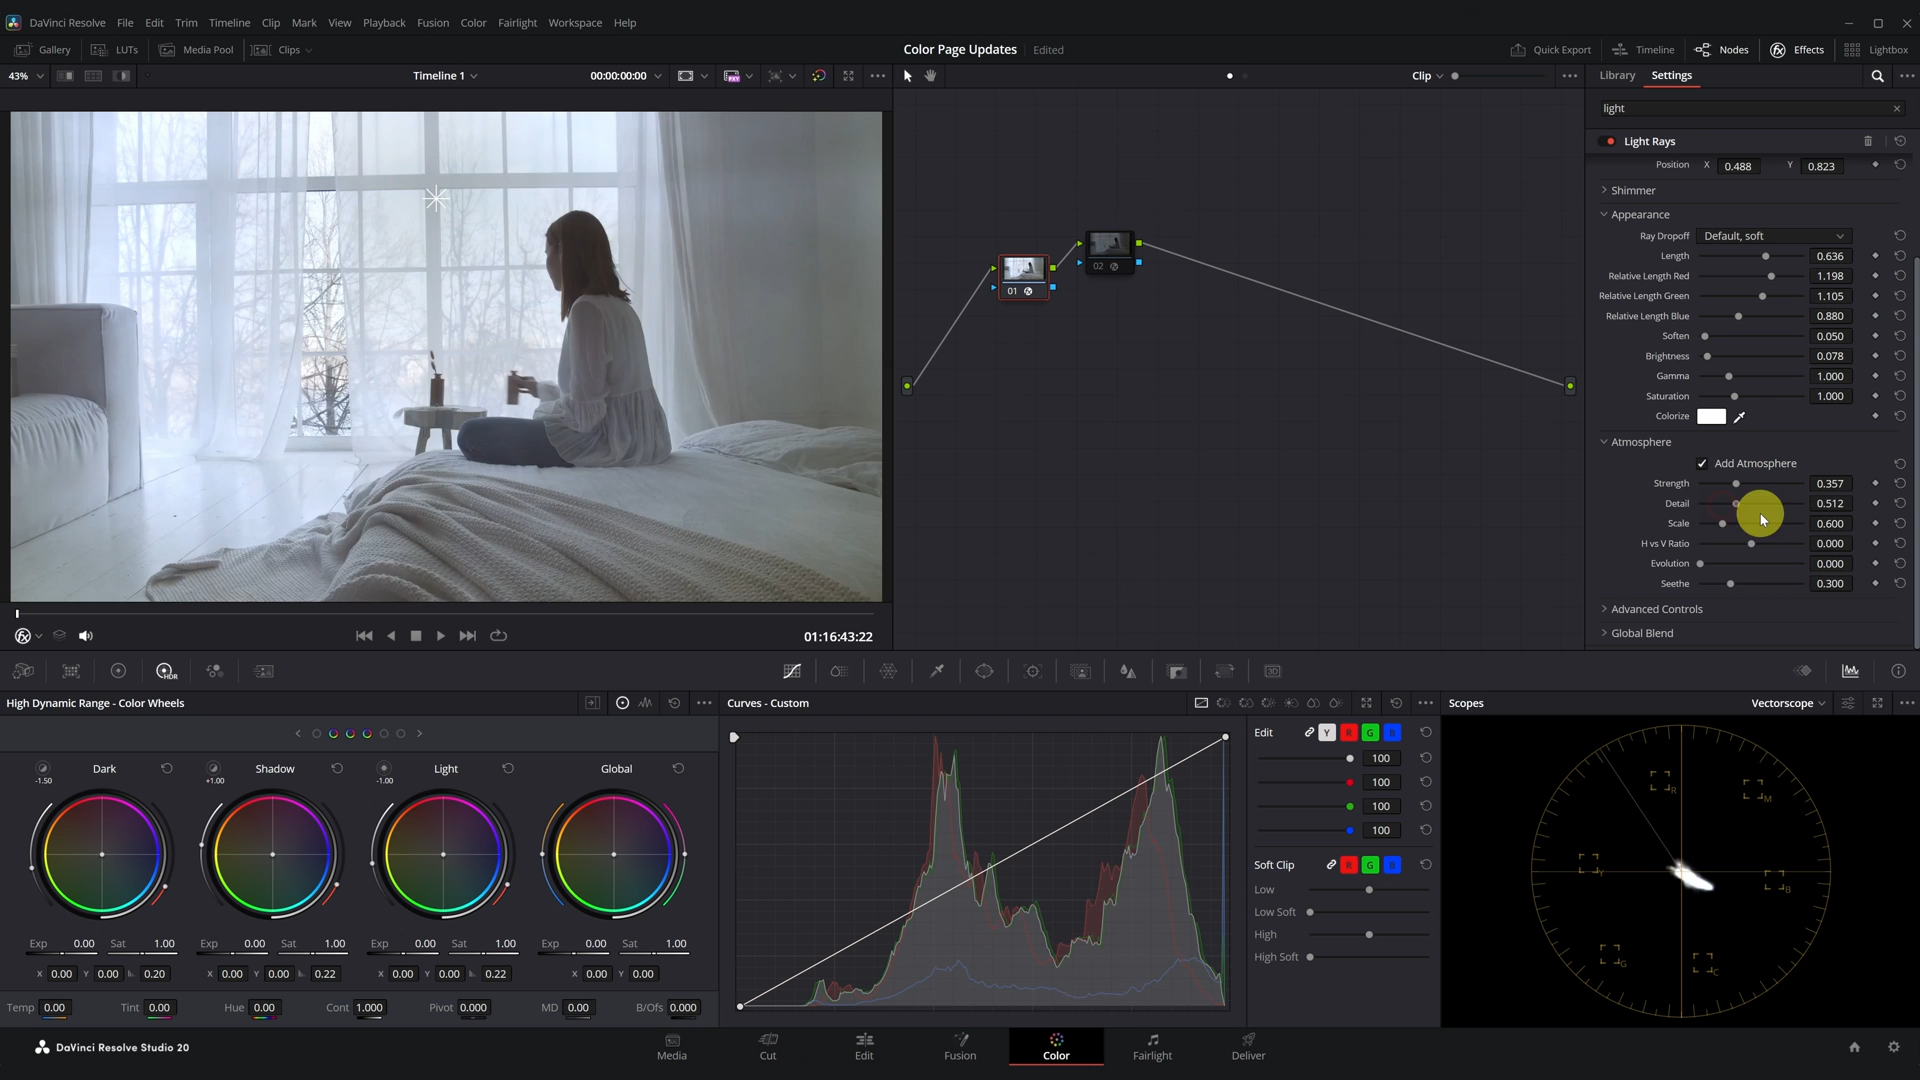 DaVinci Resolve File Edit Trim Timeline Clip Mark View Playback Fusion Color Fairlight Workspace Help
Gallery LUTs Media Pool Clips Color Page Updates Edited Quick Export Timeline Nodes Effects Lightbox
43% Timeline 1 00:00:00:00 Clip Library Settings
light
Light Rays
Position X 0.488 Y 0.823
Shimmer
Appearance
Ray Dropoff Default, soft
Length 0.636
Relative Length Red 1.198
Relative Length Green 1.105
Relative Length Blue 0.880
Soften 0.050
Brightness 0.078
Gamma 1.000
Saturation 1.000
Colorize
Atmosphere
Add Atmosphere
Strength 0.357
Detail 0.512
Scale 0.600
H vs V Ratio 0.000
Evolution 0.000
Seethe 0.300
Advanced Controls
Global Blend
01
02
01:16:43:22
HDR
3D
High Dynamic Range - Color Wheels
Dark Shadow Light Global
-1.50 +1.00 -1.00
Exp 0.00 Sat 1.00 Exp 0.00 Sat 1.00 Exp 0.00 Sat 1.00 Exp 0.00 Sat 1.00
X 0.00 Y 0.00 0.20 X 0.00 Y 0.00 0.22 X 0.00 Y 0.00 0.22 X 0.00 Y 0.00
Temp 0.00 Tint 0.00 Hue 0.00 Cont 1.000 Pivot 0.000 MD 0.00 B/Ofs 0.000
Curves - Custom
Edit Y R G B
100
100
100
100
Soft Clip R G B
Low
Low Soft
High
High Soft
Scopes Vectorscope
R
M
Y
B
G
C
DaVinci Resolve Studio 20
Media Cut Edit Fusion Color Fairlight Deliver